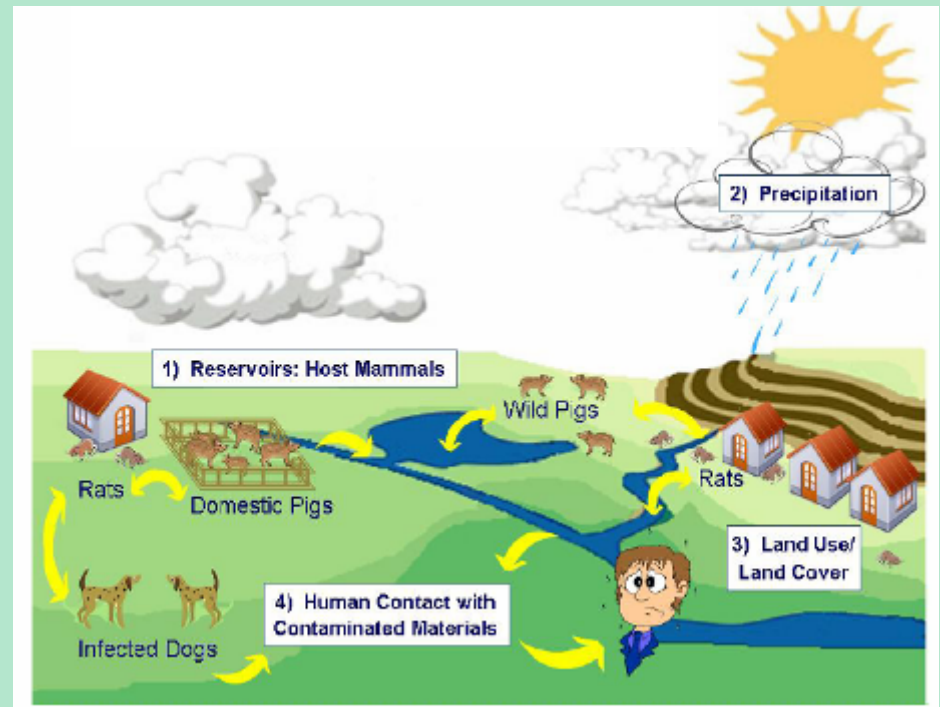 2) Precipitation
1) Reservoirs: Host Mammals
Wild Pigs
Rats
Domestic Pigs
Rats
3) Land Use/
Land Cover
4) Human Contact with
Contaminated Materials
Infected Dogs